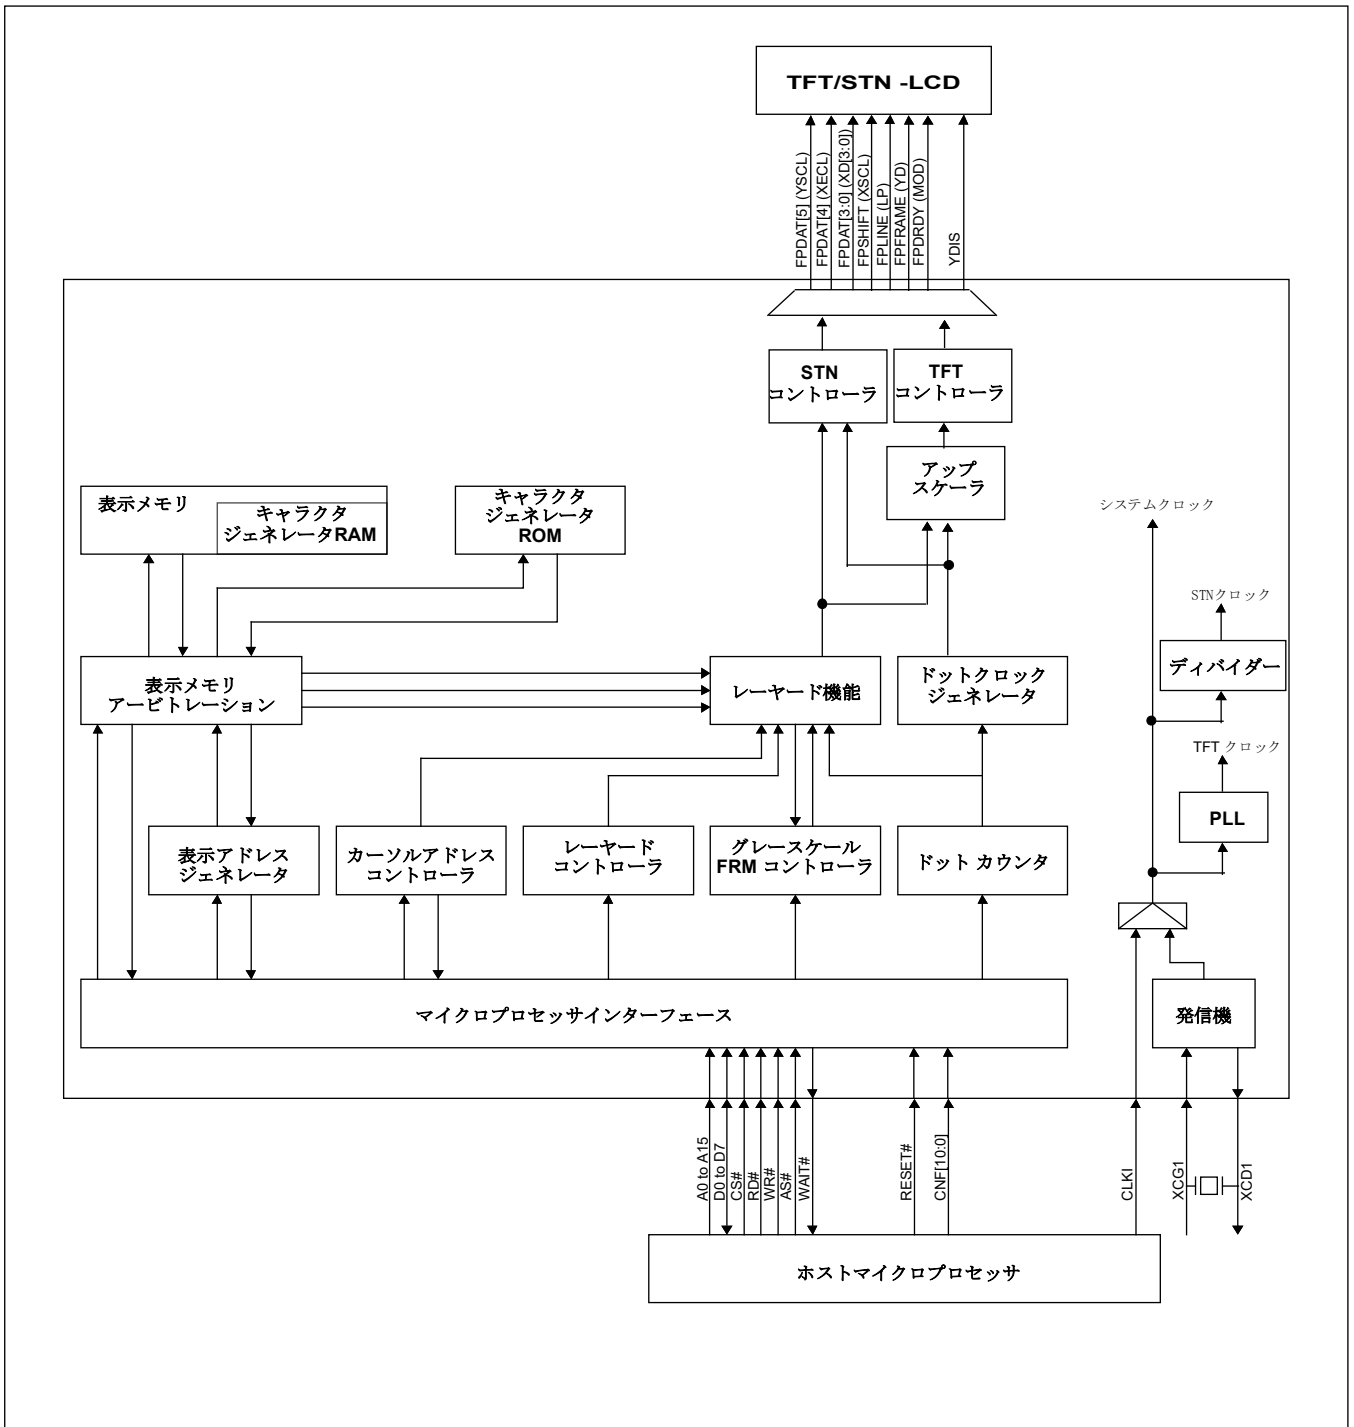 TFT/STN -LCD
FPDAT[5] (YSCL)
FPDAT[4] (XECL)
FPDAT[3:0] (XD[3:0])
FPSHIFT (XSCL)
FPLINE (LP)
FPFRAME (YD)
FPDRDY (MOD)
YDIS
STN
コントローラ
TFT
コントローラ
アップ
スケーラ
表示メモリ
キャラクタ
ジェネレータRAM
キャラクタ
ジェネレータ
ROM
システムクロック
STNクロック
ディバイダー
TFT クロック
PLL
表示メモリ
アービトレーション
レーヤード機能
ドットクロック
ジェネレータ
表示アドレス
ジェネレータ
カーソルアドレス
コントローラ
レーヤード
コントローラ
グレースケール
FRM コントローラ
ドット カウンタ
マイクロプロセッサインターフェース
発信機
A0 to A15
D0 to D7
CS#
RD#
WR#
AS#
WAIT#
RESET#
CNF[10:0]
CLKI
XCG1
XCD1
ホストマイクロプロセッサ